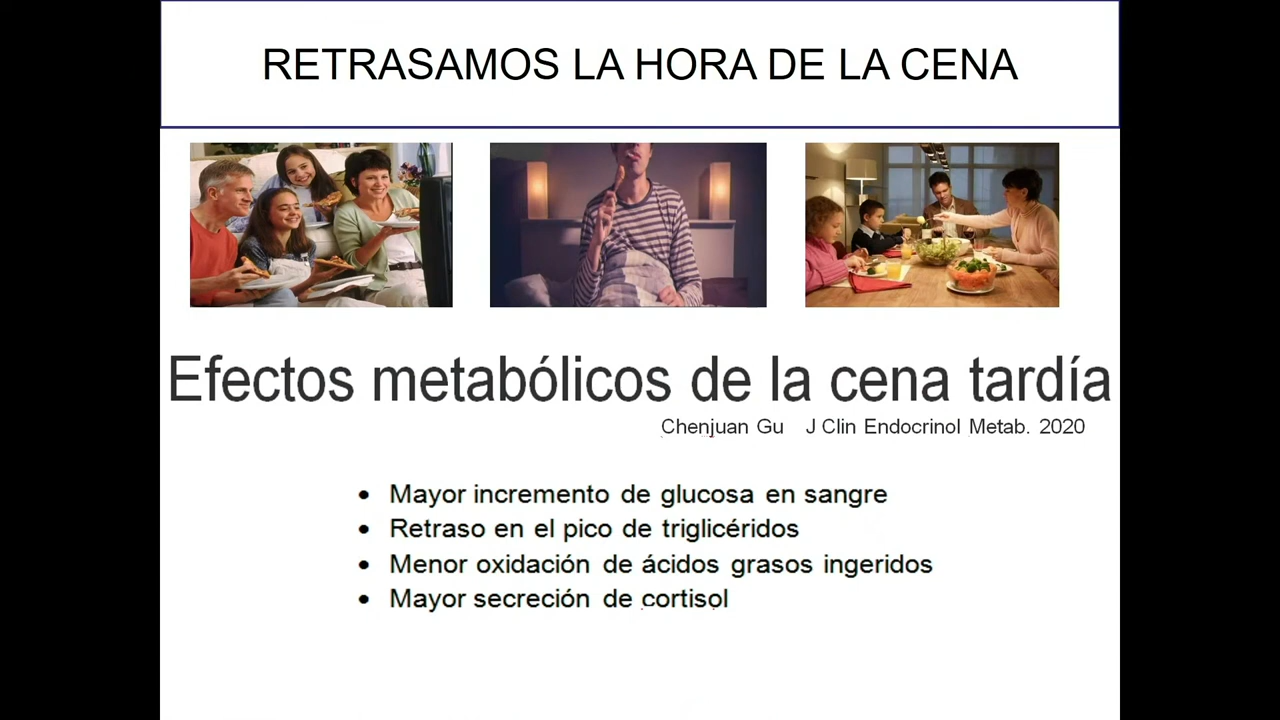 RETRASAMOS LA HORA DE LA CENA
Efectos metabólicos de la cena tardía
Chenjuan Gu J Clin Endocrinol Metab. 2020
• Mayor incremento de glucosa en sangre
• Retraso en el pico de triglicéridos
• Menor oxidación de ácidos grasos ingeridos
• Mayor secreción de cortisol